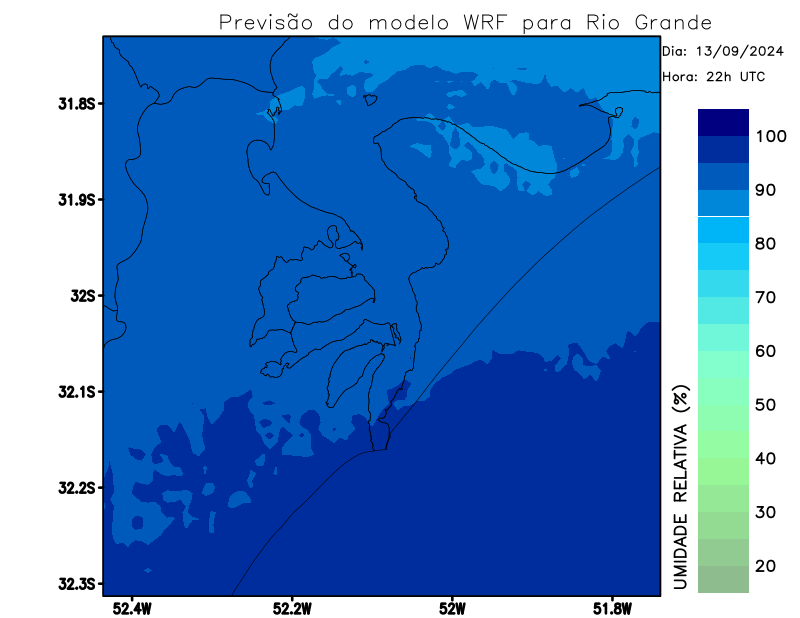 Previsão do modelo WRF para Rio Grande
Dia: 13/09/2024
Hora: 22h UTC
31.8S
31.9S
32S
32.1S
32.2S
32.3S
52.4W
52.2W
52W
51.8W
UMIDADE RELATIVA (%)
100
90
80
70
60
50
40
30
20